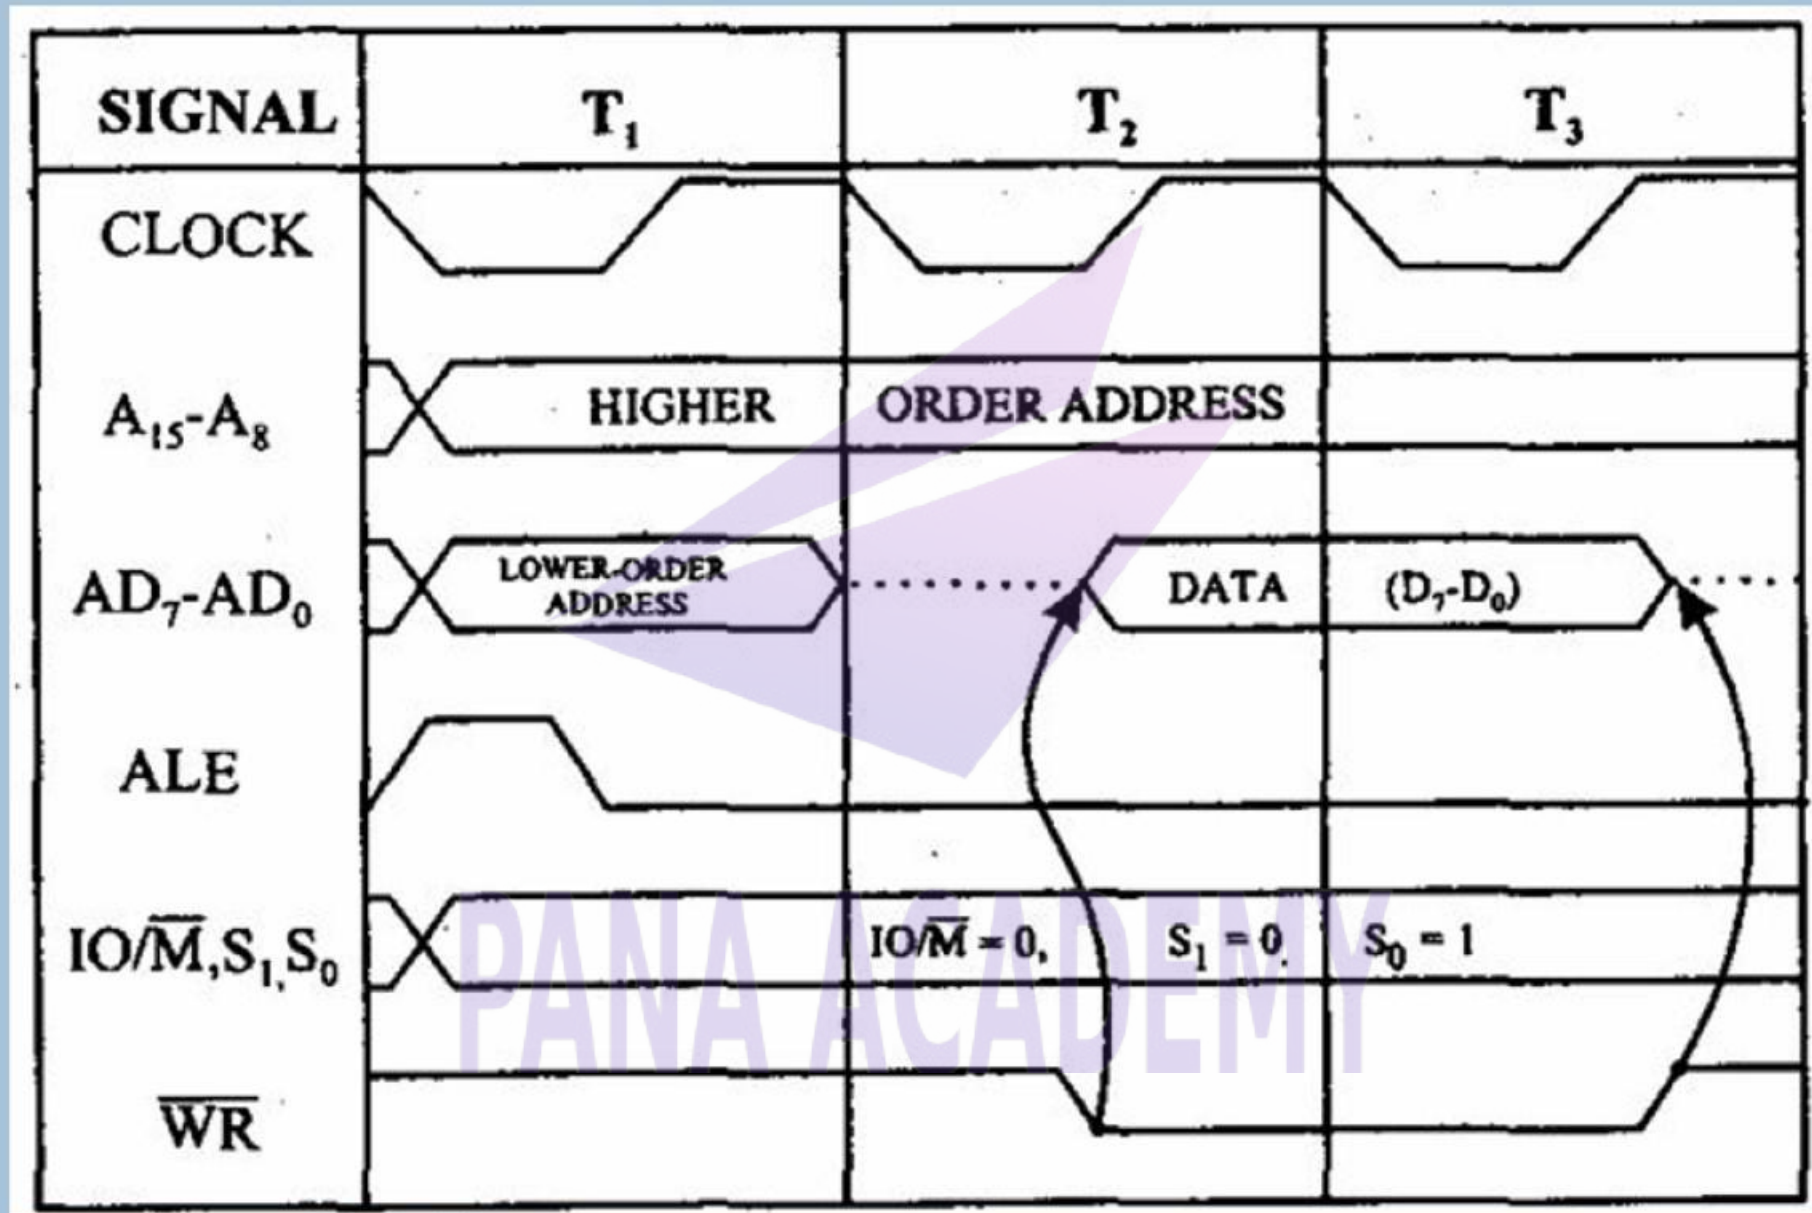 SIGNAL T₁ T₂ T₃
CLOCK
A₁₅-A₈ HIGHER ORDER ADDRESS
AD₇-AD₀ LOWER-ORDER ADDRESS DATA (D₇-D₀)
ALE
IO/M̅,S₁,S₀ IO/M̅ = 0, S₁ = 0, S₀ = 1
PANA ACADEMY
W̅R̅